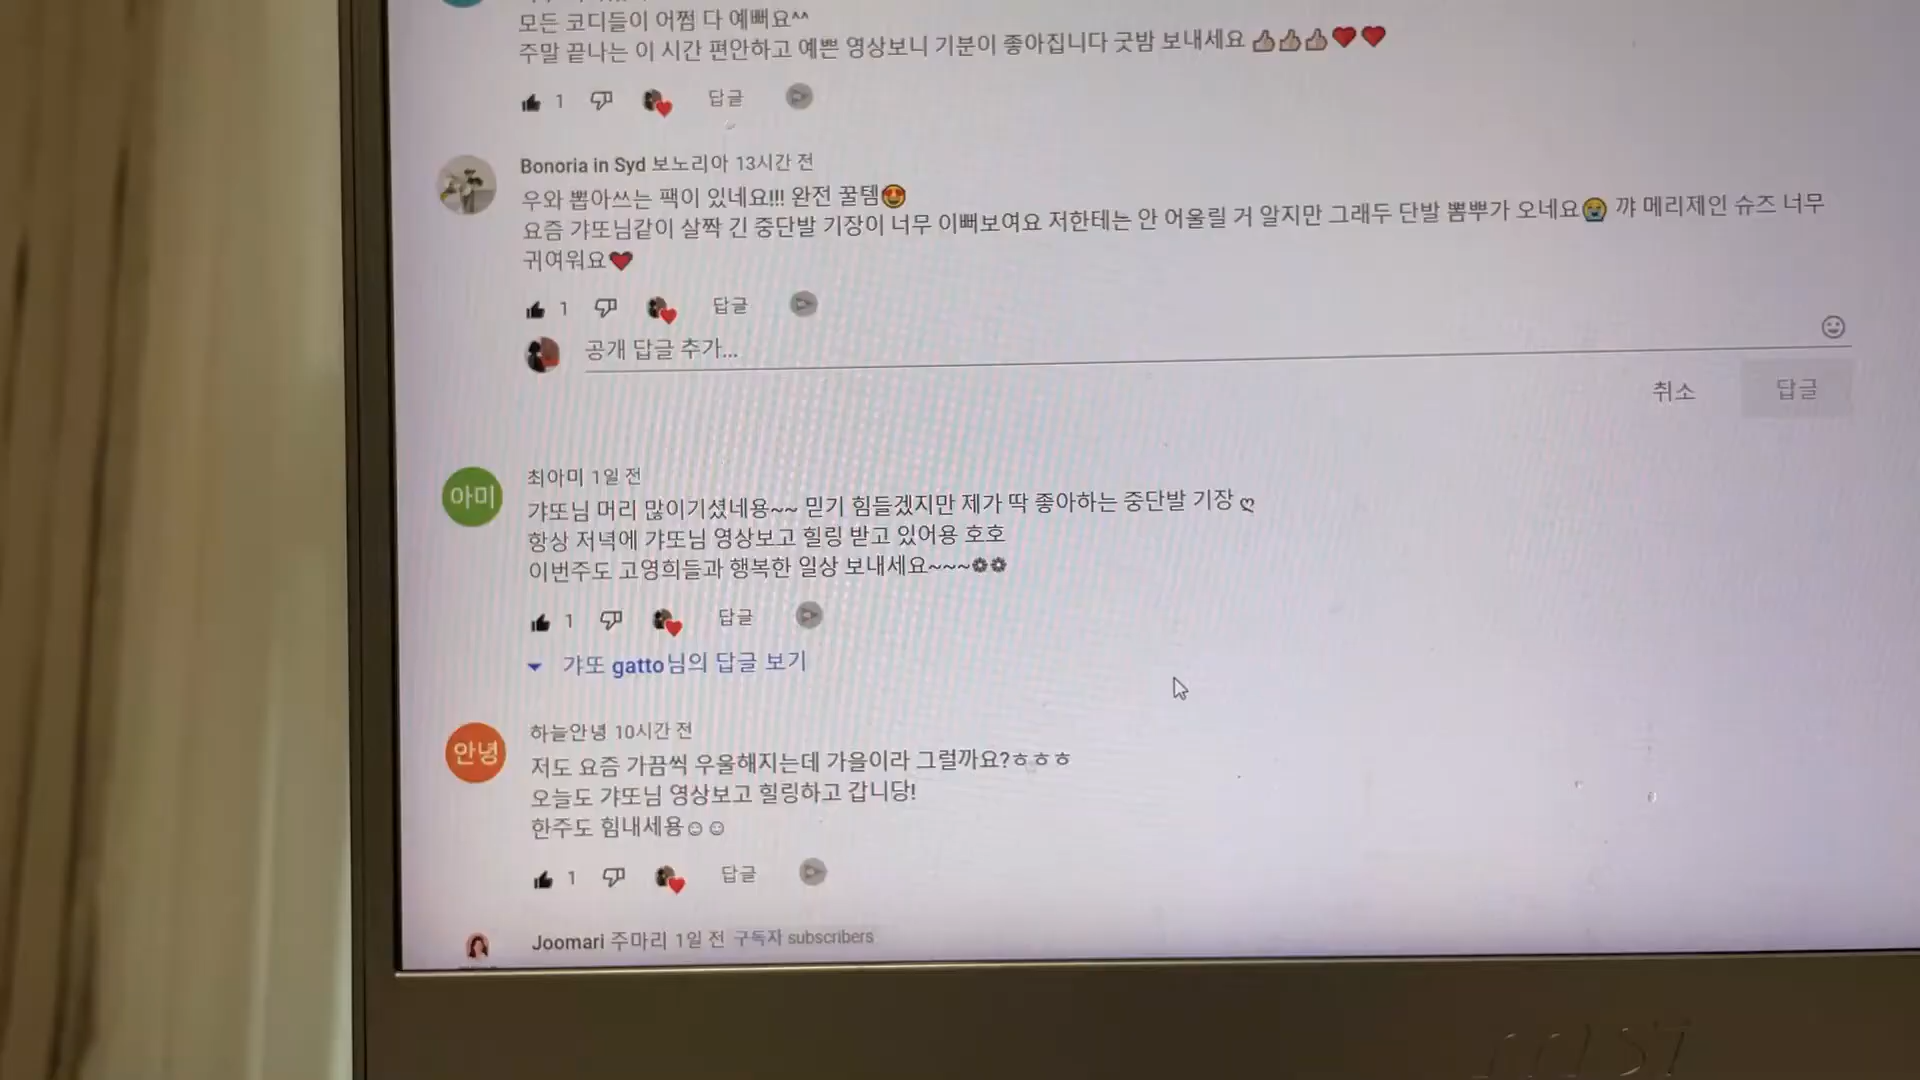 모든 코디들이 어쩜 다 예뻐요^^
주말 끝나는 이 시간 편안하고 예쁜 영상보니 기분이 좋아집니다 굿밤 보내세요 👍👍👍❤️❤️
1 답글
Bonoria in Syd 보노리아 13시간 전
우와 뽑아쓰는 팩이 있네요!!! 완전 꿀템😍
요즘 갸또님같이 살짝 긴 중단발 기장이 너무 이뻐보여요 저한테는 안 어울릴 거 알지만 그래두 단발 뽐뿌가 오네요😭 꺄 메리제인 슈즈 너무
귀여워요❤️
1 답글
공개 답글 추가...
취소 답글
아미
최아미 1일 전
갸또님 머리 많이기셨네용~~ 믿기 힘들겠지만 제가 딱 좋아하는 중단발 기장 ღ
항상 저녁에 갸또님 영상보고 힐링 받고 있어용 호호
이번주도 고영희들과 행복한 일상 보내세요~~~❁❁
1 답글
갸또 gatto님의 답글 보기
안녕
하늘안녕 10시간 전
저도 요즘 가끔씩 우울해지는데 가을이라 그럴까요?ㅎㅎㅎ
오늘도 갸또님 영상보고 힐링하고 갑니당!
한주도 힘내세용☺☺
1 답글
Joomari 주마리 1일 전 구독자 subscribers